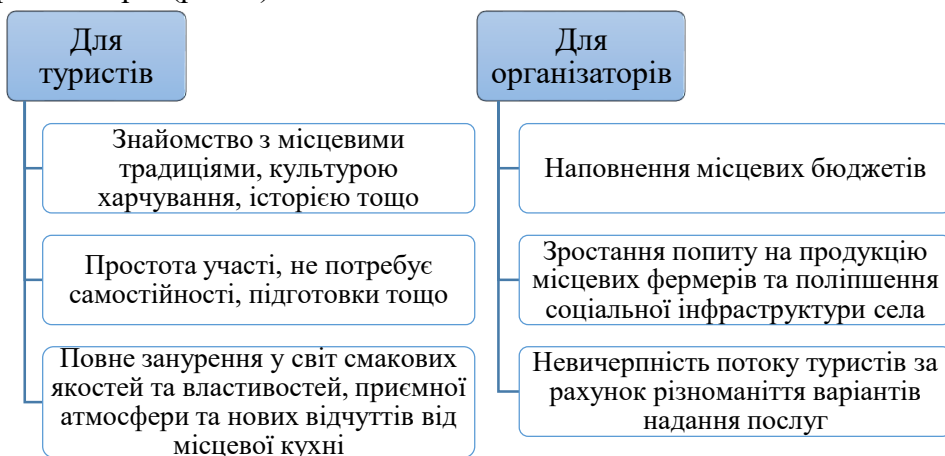 Для
туристів
Знайомство з місцевими
традиціями, культурою
харчування, історією тощо
Простота участі, не потребує
самостійності, підготовки тощо
Повне занурення у світ смакових
якостей та властивостей, приємної
атмосфери та нових відчуттів від
місцевої кухні
Для
організаторів
Наповнення місцевих бюджетів
Зростання попиту на продукцію
місцевих фермерів та поліпшення
соціальної інфраструктури села
Невичерпність потоку туристів за
рахунок різноманіття варіантів
надання послуг